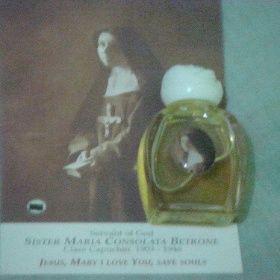 Servant of God
SISTER MARIA CONSOLATA BETRONE
Clare Capuchin 1903 - 1946
JESUS, MARY I LOVE YOU, SAVE SOULS